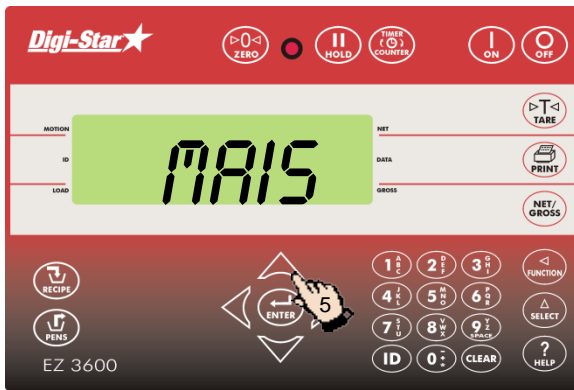 Digi-Star
▷0◁
ZERO
HOLD
TIMER
COUNTER
ON
OFF
▷T◁
TARE
PRINT
NET/
GROSS
MOTION
ID
LOAD
MAIS
NET
DATA
GROSS
RECIPE
PENS
EZ 3600
ENTER
5
1 A B C
2 D E F
3 G H I
4 J K L
5 M N O
6 P Q R
7 S T U
8 V W X
9 Y Z SPACE
ID
0 - + *
CLEAR
FUNCTION
SELECT
?
HELP